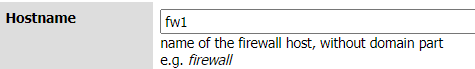 Hostname
fw1
name of the firewall host, without domain part
e.g. firewall